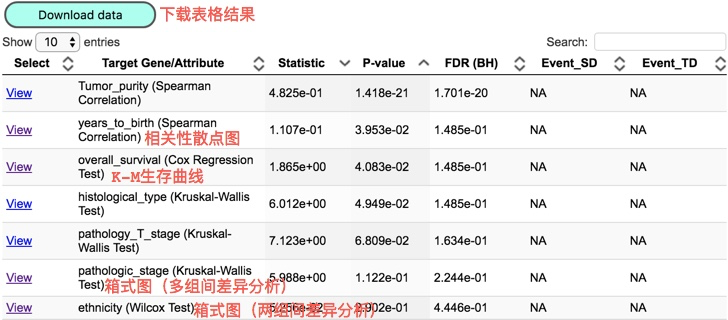 Download data 下载表格结果
Show 10 entries Search:
Select Target Gene/Attribute Statistic P-value FDR (BH) Event_SD Event_TD
View Tumor_purity (Spearman Correlation) 4.825e-01 1.418e-21 1.701e-20 NA NA
View years_to_birth (Spearman Correlation) 相关性散点图 1.107e-01 3.953e-02 1.485e-01 NA NA
View overall_survival (Cox Regression Test) K-M生存曲线 1.865e+00 4.083e-02 1.485e-01 NA NA
View histological_type (Kruskal-Wallis Test) 6.012e+00 4.949e-02 1.485e-01 NA NA
View pathology_T_stage (Kruskal-Wallis Test) 7.123e+00 6.809e-02 1.634e-01 NA NA
View pathologic_stage (Kruskal-Wallis Test) 箱式图（多组间差异分析） 5.988e+00 1.122e-01 2.244e-01 NA NA
View ethnicity (Wilcox Test) 箱式图（两组间差异分析） 4.446e-01 NA NA